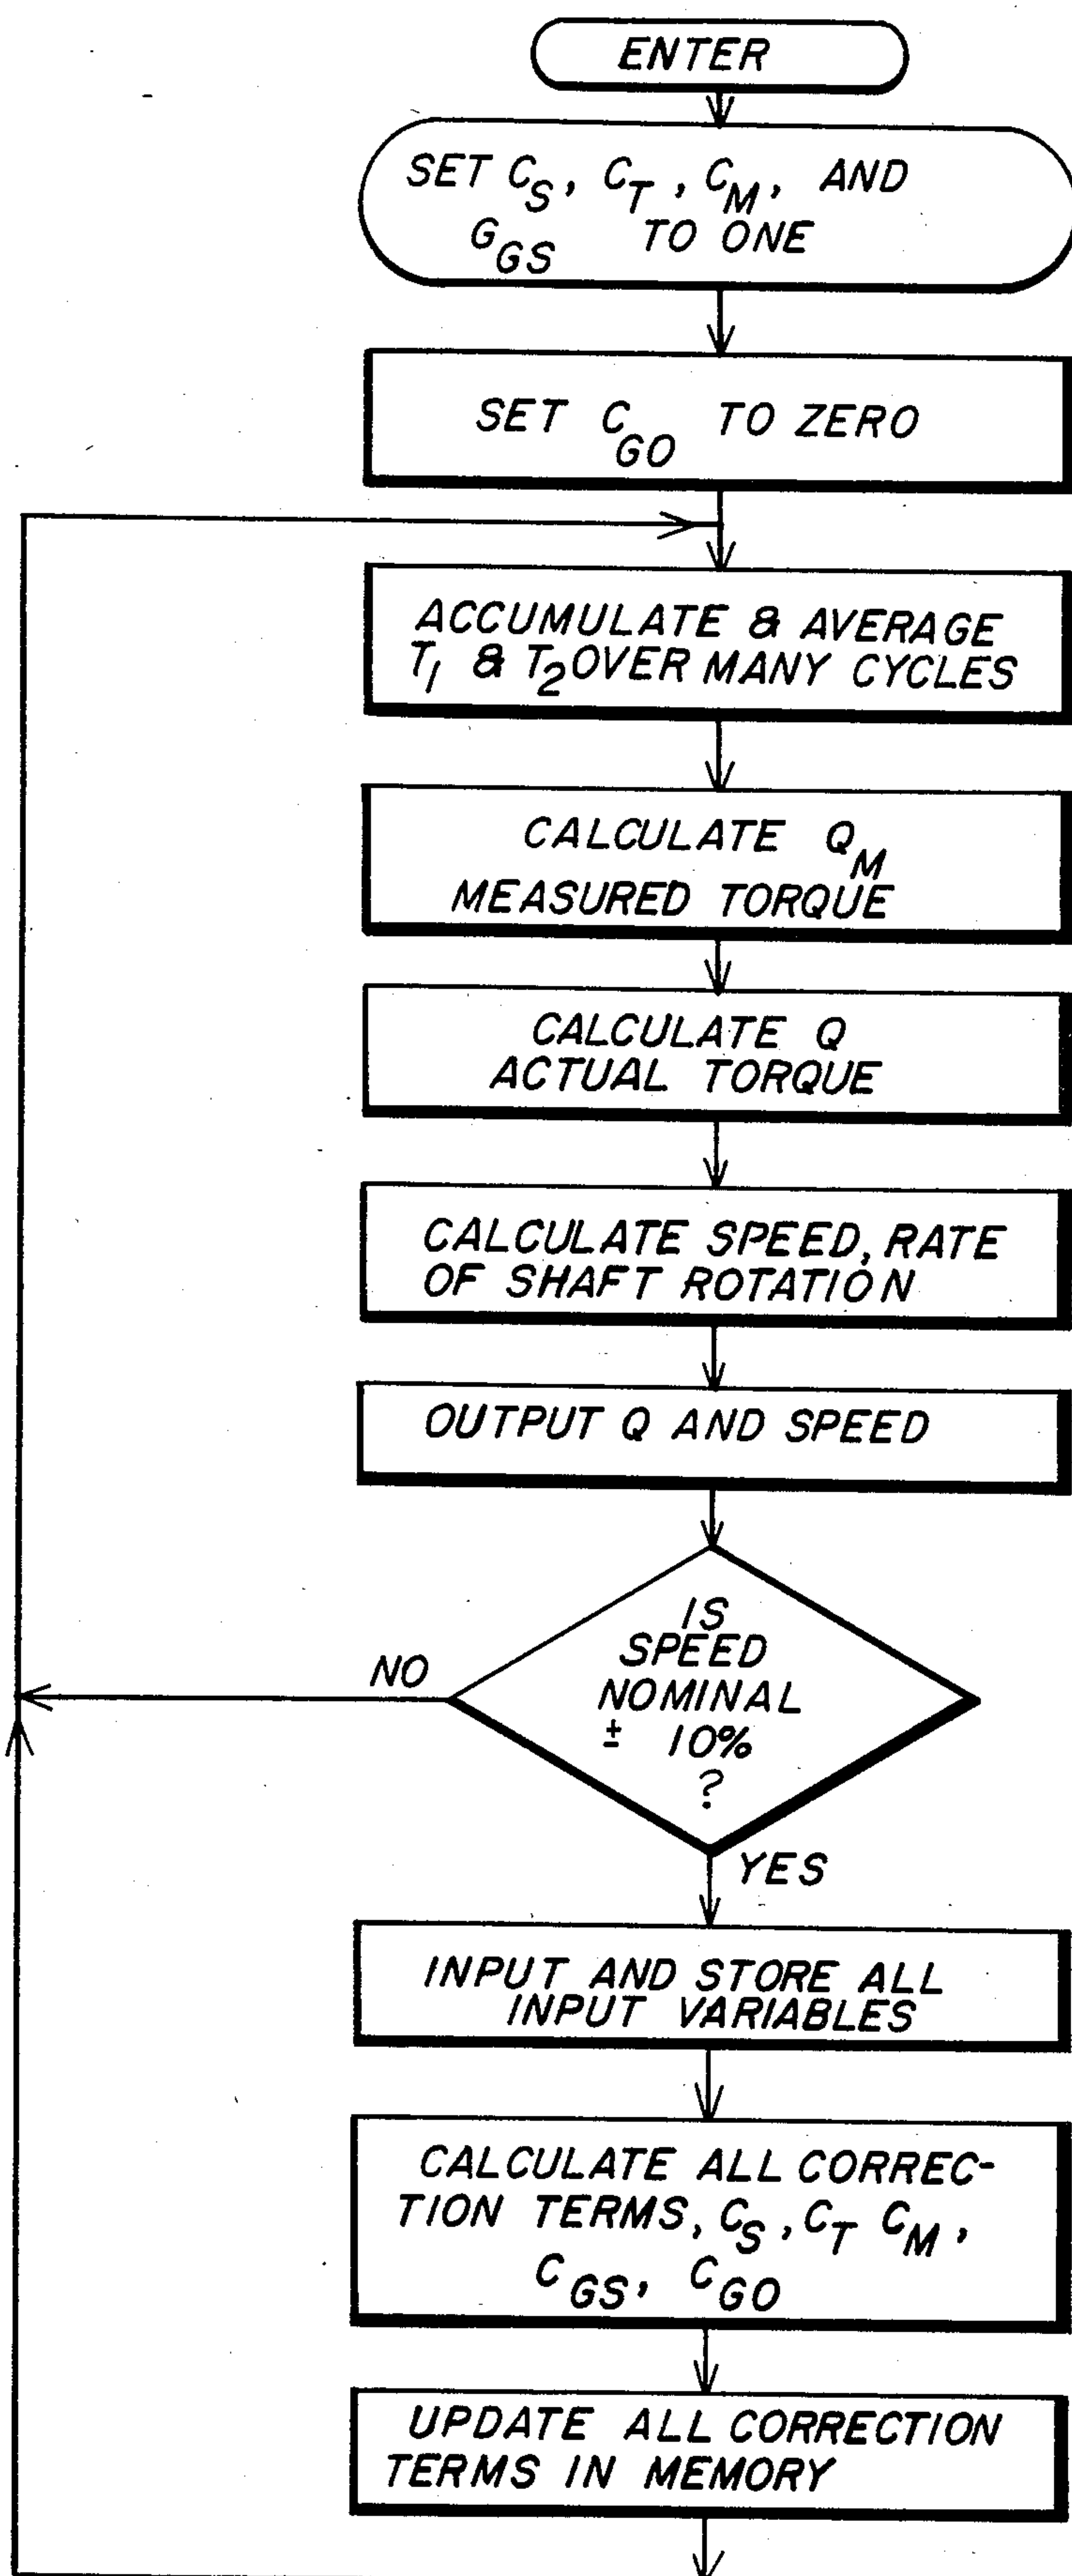 ENTER
SET C_S, C_T, C_M, AND
G_GS TO ONE
SET C_GO TO ZERO
ACCUMULATE & AVERAGE
T_1 & T_2 OVER MANY CYCLES
CALCULATE Q_M
MEASURED TORQUE
CALCULATE Q
ACTUAL TORQUE
CALCULATE SPEED, RATE
OF SHAFT ROTATION
OUTPUT Q AND SPEED
IS
SPEED
NO
NOMINAL
± 10%
?
YES
INPUT AND STORE ALL
INPUT VARIABLES
CALCULATE ALL CORREC-
TION TERMS, C_S, C_T C_M,
C_GS, C_GO
UPDATE ALL CORRECTION
TERMS IN MEMORY